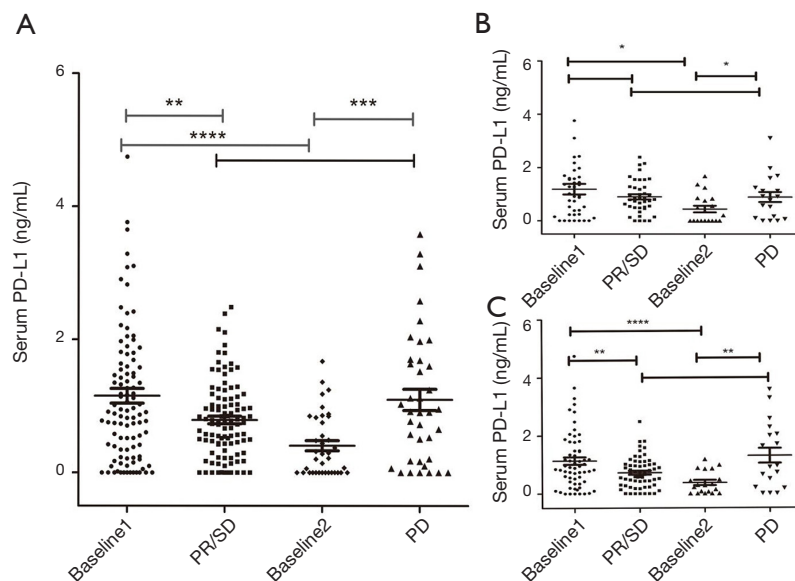 A
Serum PD-L1 (ng/mL)
6
4
2
0
**
***
****
Baseline1
PR/SD
Baseline2
PD
B
Serum PD-L1 (ng/mL)
6
4
2
0
*
*
Baseline1
PR/SD
Baseline2
PD
C
Serum PD-L1 (ng/mL)
6
4
2
0
****
**
**
Baseline1
PR/SD
Baseline2
PD